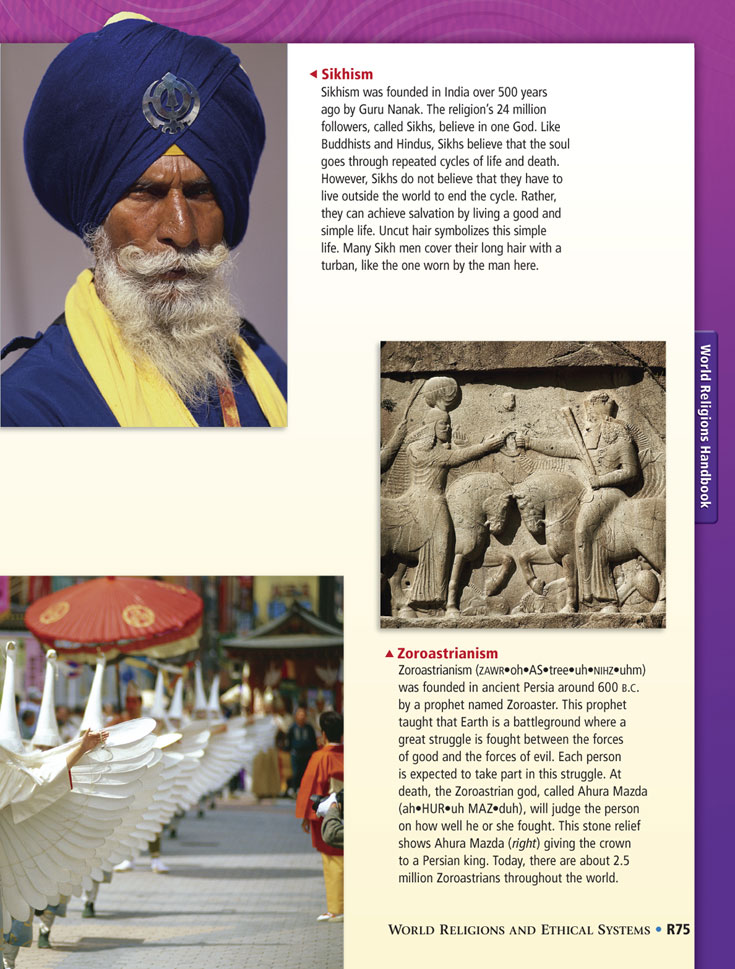 Sikhism
Sikhism was founded in India over 500 years
ago by Guru Nanak. The religion's 24 million
followers, called Sikhs, believe in one God. Like
Buddhists and Hindus, Sikhs believe that the soul
goes through repeated cycles of life and death.
However, Sikhs do not believe that they have to
live outside the world to end the cycle. Rather,
they can achieve salvation by living a good and
simple life. Uncut hair symbolizes this simple
life. Many Sikh men cover their long hair with a
turban, like the one worn by the man here.
World Religions Handbook
Zoroastrianism
Zoroastrianism (ZAWR•oh•AS•tree•uh•NIHZ•uhm)
was founded in ancient Persia around 600 B.C.
by a prophet named Zoroaster. This prophet
taught that Earth is a battleground where a
great struggle is fought between the forces
of good and the forces of evil. Each person
is expected to take part in this struggle. At
death, the Zoroastrian god, called Ahura Mazda
(ah•HUR•uh MAZ•duh), will judge the person
on how well he or she fought. This stone relief
shows Ahura Mazda (right) giving the crown
to a Persian king. Today, there are about 2.5
million Zoroastrians throughout the world.
WORLD RELIGIONS AND ETHICAL SYSTEMS • R75